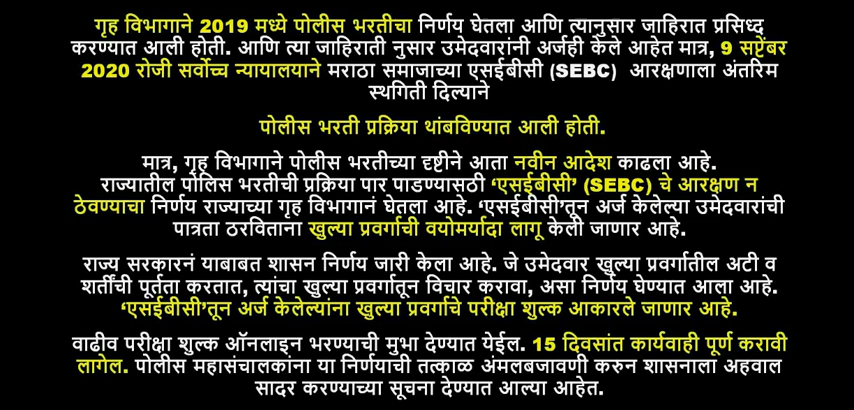 गृह विभागाने 2019 मध्ये पोलीस भरतीचा निर्णय घेतला आणि त्यानुसार जाहिरात प्रसिध्द
करण्यात आली होती. आणि त्या जाहिराती नुसार उमेदवारांनी अर्जही केले आहेत मात्र, 9 सप्टेंबर
2020 रोजी सर्वोच्च न्यायालयाने मराठा समाजाच्या एसईबीसी (SEBC) आरक्षणाला अंतरिम
स्थगिती दिल्याने
पोलीस भरती प्रक्रिया थांबविण्यात आली होती.
मात्र, गृह विभागाने पोलीस भरतीच्या दृष्टीने आता नवीन आदेश काढला आहे.
राज्यातील पोलिस भरतीची प्रक्रिया पार पाडण्यासठी ‘एसईबीसी’ (SEBC) चे आरक्षण न
ठेवण्याचा निर्णय राज्याच्या गृह विभागानं घेतला आहे. ‘एसईबीसी’तून अर्ज केलेल्या उमेदवारांची
पात्रता ठरविताना खुल्या प्रवर्गाची वयोमर्यादा लागू केली जाणार आहे.
राज्य सरकारनं याबाबत शासन निर्णय जारी केला आहे. जे उमेदवार खुल्या प्रवर्गातील अटी व
शर्तींची पूर्तता करतात, त्यांचा खुल्या प्रवर्गातून विचार करावा, असा निर्णय घेण्यात आला आहे.
‘एसईबीसी’तून अर्ज केलेल्यांना खुल्या प्रवर्गाचे परीक्षा शुल्क आकारले जाणार आहे.
वाढीव परीक्षा शुल्क ऑनलाइन भरण्याची मुभा देण्यात येईल. 15 दिवसांत कार्यवाही पूर्ण करावी
लागेल. पोलीस महासंचालकांना या निर्णयाची तत्काळ अंमलबजावणी करुन शासनाला अहवाल
सादर करण्याच्या सूचना देण्यात आल्या आहेत.